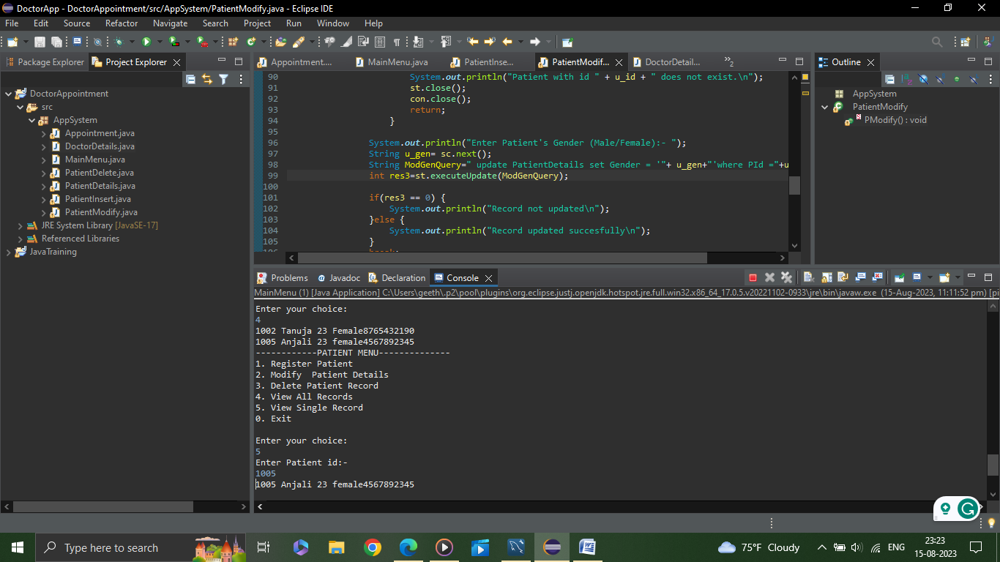 DoctorApp - DoctorAppointment/src/AppSystem/PatientModify.java - Eclipse IDE
File Edit Source Refactor Navigate Search Project Run Window Help
Package Explorer Project Explorer
DoctorAppointment
src
AppSystem
Appointment.java
DoctorDetails.java
MainMenu.java
PatientDelete.java
PatientDetails.java
PatientInsert.java
PatientModify.java
JRE System Library [JavaSE-17]
Referenced Libraries
JavaTraining
Appointment.... MainMenu.java PatientInse... PatientModif... DoctorDetail... »2
90 System.out.println("Patient with id " + u_id + " does not exist.\n");
91 st.close();
92 con.close();
93 return;
94 }
95
96 System.out.println("Enter Patient's Gender (Male/Female):- ");
97 String u_gen= sc.next();
98 String ModGenQuery=" update PatientDetails set Gender = '"+ u_gen+"'where PId ="+u
99 int res3=st.executeUpdate(ModGenQuery);
100
101 if(res3 == 0) {
102 System.out.println("Record not updated\n");
103 }else {
104 System.out.println("Record updated succesfully\n");
105 }
Outline
AppSystem
PatientModify
PModify() : void
Problems Javadoc Declaration Console
MainMenu (1) [Java Application] C:\Users\geeth\.p2\pool\plugins\org.eclipse.justj.openjdk.hotspot.jre.full.win32.x86_64_17.0.5.v20221102-0933\jre\bin\javaw.exe (15-Aug-2023, 11:11:52 pm) [pi
Enter your choice:
4
1002 Tanuja 23 Female8765432190
1005 Anjali 23 female4567892345
------------PATIENT MENU--------------
1. Register Patient
2. Modify  Patient Details
3. Delete Patient Record
4. View All Records
5. View Single Record
0. Exit
Enter your choice:
5
Enter Patient id:-
1005
1005 Anjali 23 female4567892345
Type here to search
75°F Cloudy
ENG
23:23
15-08-2023